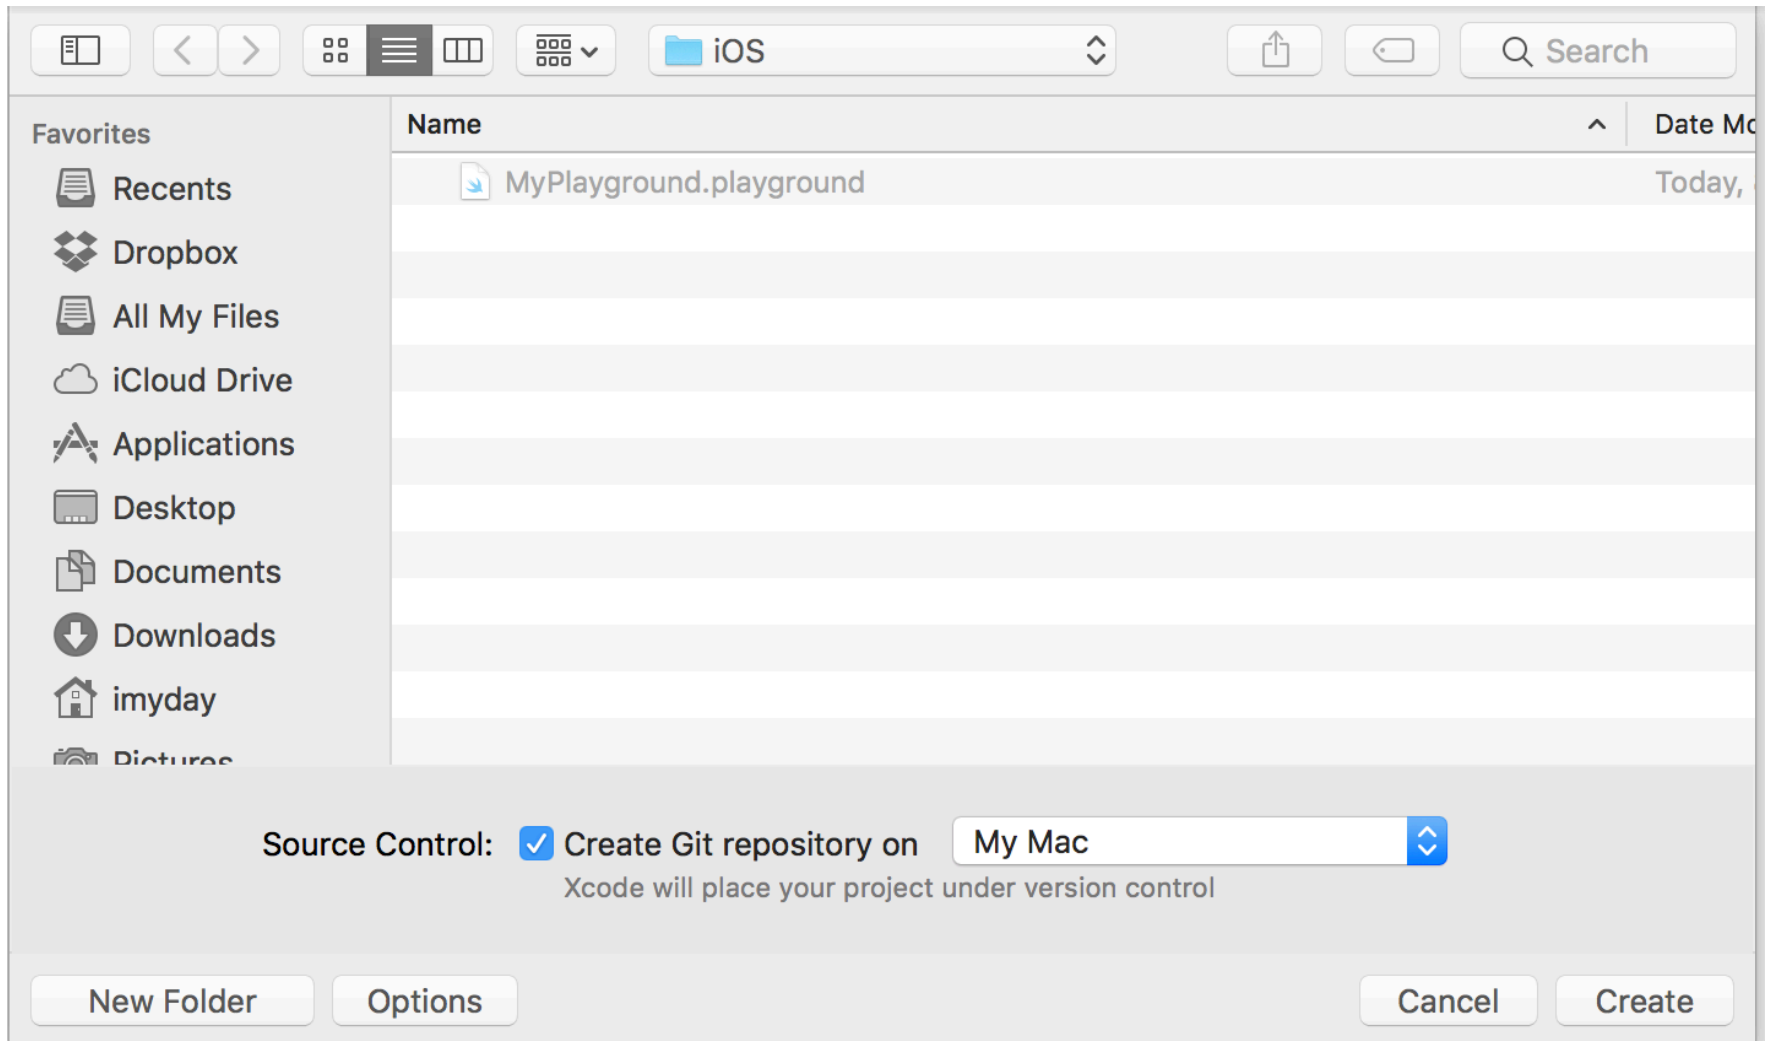 iOS
Search
Favorites
Recents
Dropbox
All My Files
iCloud Drive
Applications
Desktop
Documents
Downloads
imyday
Pictures
Name
Date Mo
MyPlayground.playground
Today,
Source Control: Create Git repository on My Mac
Xcode will place your project under version control
New Folder
Options
Cancel
Create